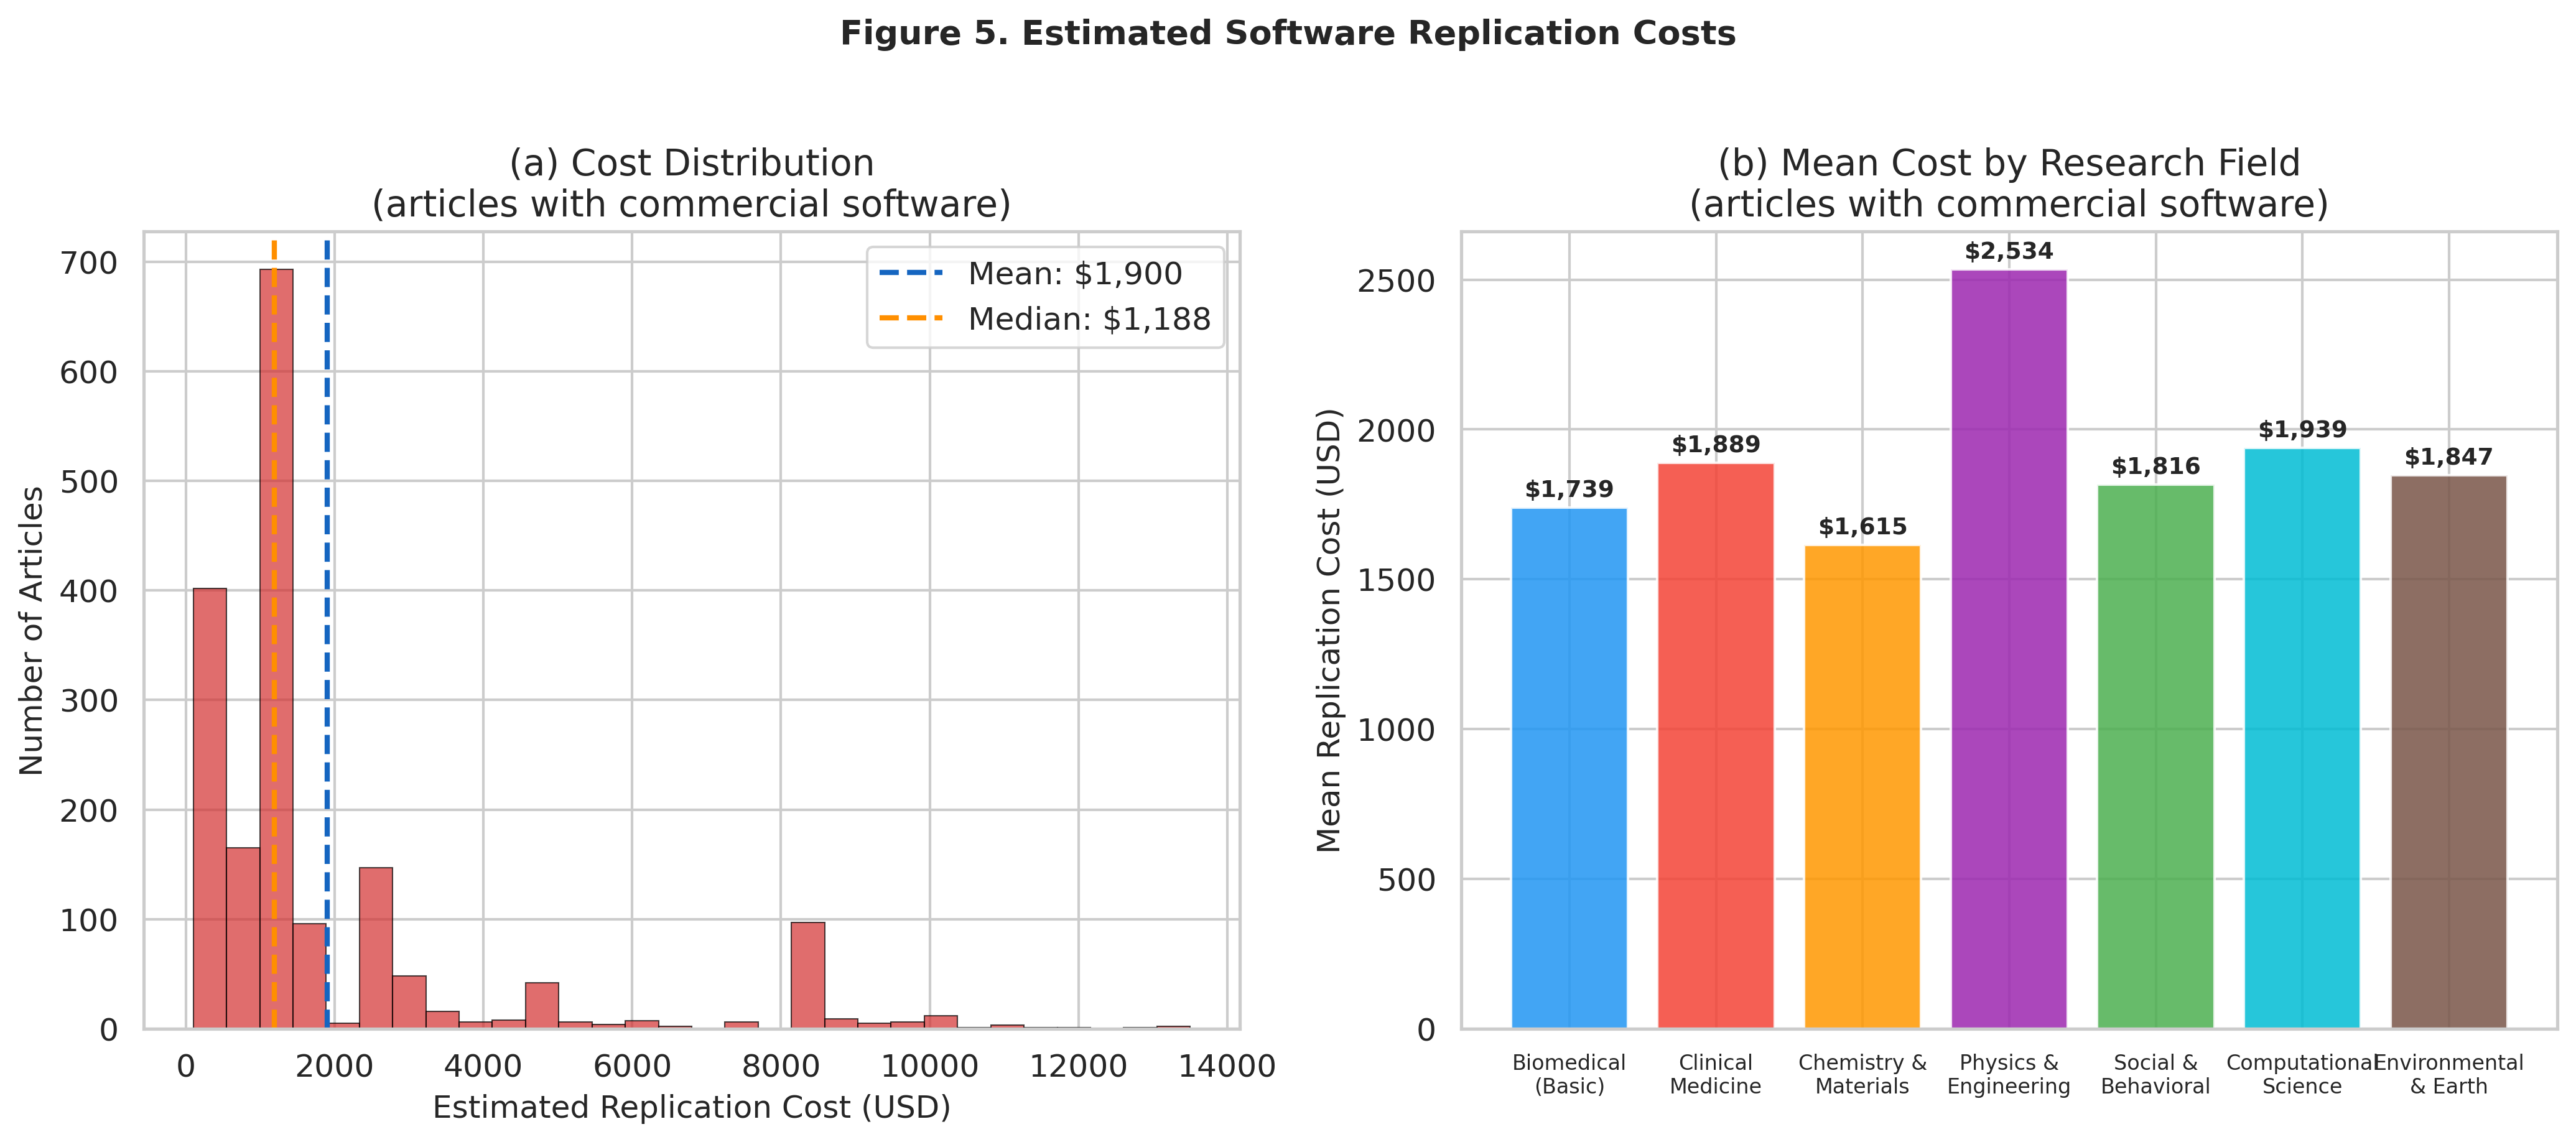 Figure 5. Estimated Software Replication Costs
(a) Cost Distribution
(articles with commercial software)
700
600
500
400
300
200
100
0
Number of Articles
Mean: $1,900
Median: $1,188
0 2000 4000 6000 8000 10000 12000 14000
Estimated Replication Cost (USD)
(b) Mean Cost by Research Field
(articles with commercial software)
2500
2000
1500
1000
500
0
Mean Replication Cost (USD)
$1,739
$1,889
$1,615
$2,534
$1,816
$1,939
$1,847
Biomedical
(Basic)
Clinical
Medicine
Chemistry &
Materials
Physics &
Engineering
Social &
Behavioral
Computational
Science
Environmental
& Earth